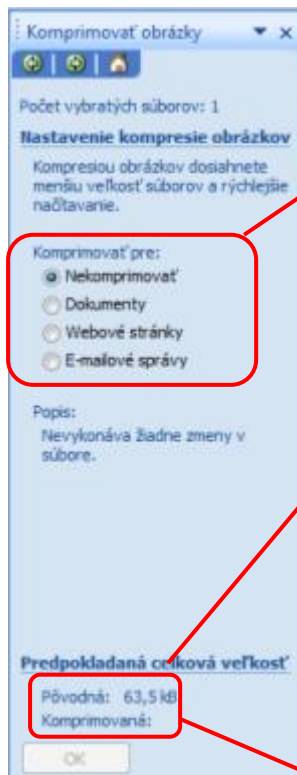 Komprimovať obrázky
Počet vybratých súborov: 1
Nastavenie kompresie obrázkov
Kompresiou obrázkov dosiahnete
menšiu veľkosť súborov a rýchlejšie
načítavanie.
Komprimovať pre:
Nekomprimovať
Dokumenty
Webové stránky
E-mailové správy
Popis:
Nevykonáva žiadne zmeny v
súbore.
Predpokladaná celková veľkosť
Pôvodná: 63,5 kB
Komprimovaná:
OK